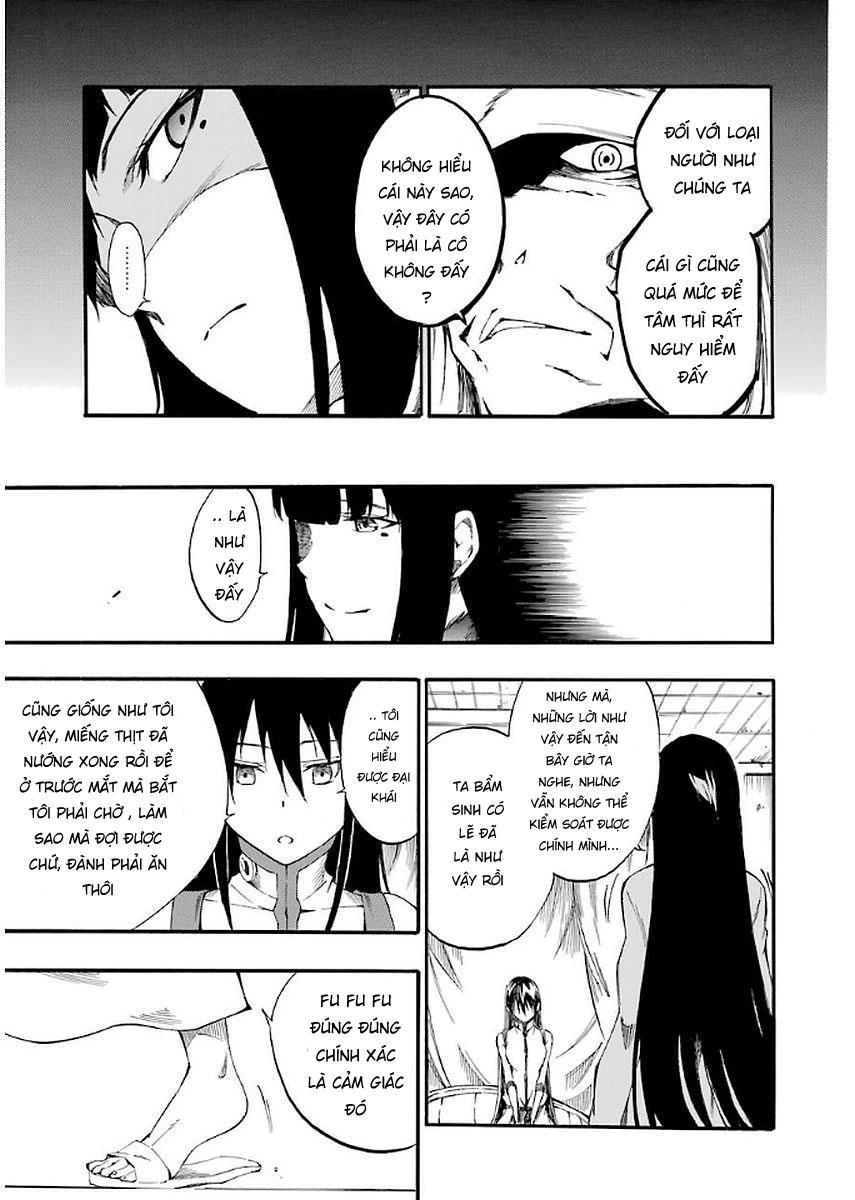 ĐỐI VỚI LOẠI
NGƯỜI NHƯ
CHÚNG TA
CÁI GÌ CŨNG
QUÁ MỨC ĐỂ
TÂM THÌ RẤT
NGUY HIỂM
ĐẤY
KHÔNG HIỂU
CÁI NÀY SAO,
VẬY ĐÂY CÓ
PHẢI LÀ CÔ
KHÔNG ĐẤY
?
.........
.. LÀ
NHƯ
VẬY
ĐẤY
NHƯNG MÀ,
NHỮNG LỜI NHƯ
VẬY ĐẾN TẬN
BÂY GIỜ TA
NGHE, NHƯNG
VẪN KHÔNG THỂ
KIỂM SOÁT ĐƯỢC
CHÍNH MÌNH...
TA BẨM
SINH CÓ
LẼ ĐÃ
LÀ NHƯ
VẬY RỒI
.. TÔI
CŨNG
HIỂU
ĐƯỢC ĐẠI
KHÁI
CŨNG GIỐNG NHƯ TÔI
VẬY, MIẾNG THỊT ĐÃ
NƯỚNG XONG RỒI ĐỂ
Ở TRƯỚC MẮT MÀ BẮT
TÔI PHẢI CHỜ , LÀM
SAO MÀ ĐỢI ĐƯỢC
CHỨ, ĐÀNH PHẢI ĂN
THÔI
FU FU FU
ĐÚNG ĐÚNG
CHÍNH XÁC
LÀ CẢM GIÁC
ĐÓ